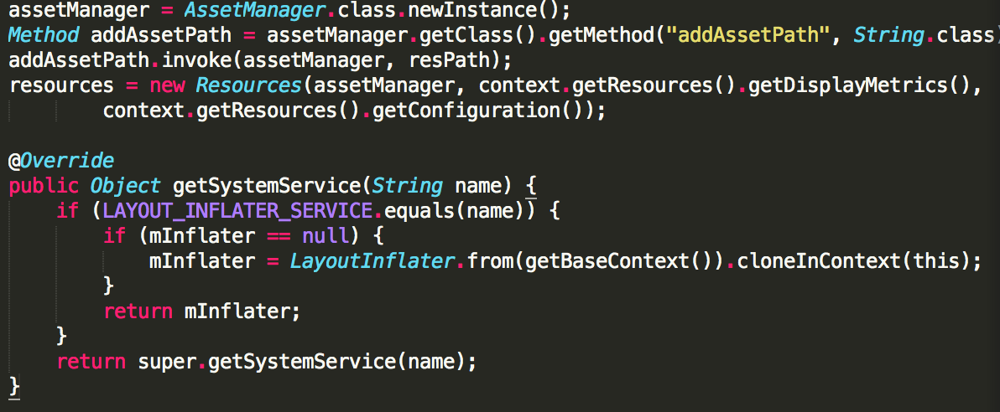 assetManager = AssetManager.class.newInstance();
Method addAssetPath = assetManager.getClass().getMethod("addAssetPath", String.class)
addAssetPath.invoke(assetManager, resPath);
resources = new Resources(assetManager, context.getResources().getDisplayMetrics(),
        context.getResources().getConfiguration());

@Override
public Object getSystemService(String name) {
    if (LAYOUT_INFLATER_SERVICE.equals(name)) {
        if (mInflater == null) {
            mInflater = LayoutInflater.from(getBaseContext()).cloneInContext(this);
        }
        return mInflater;
    }
    return super.getSystemService(name);
}